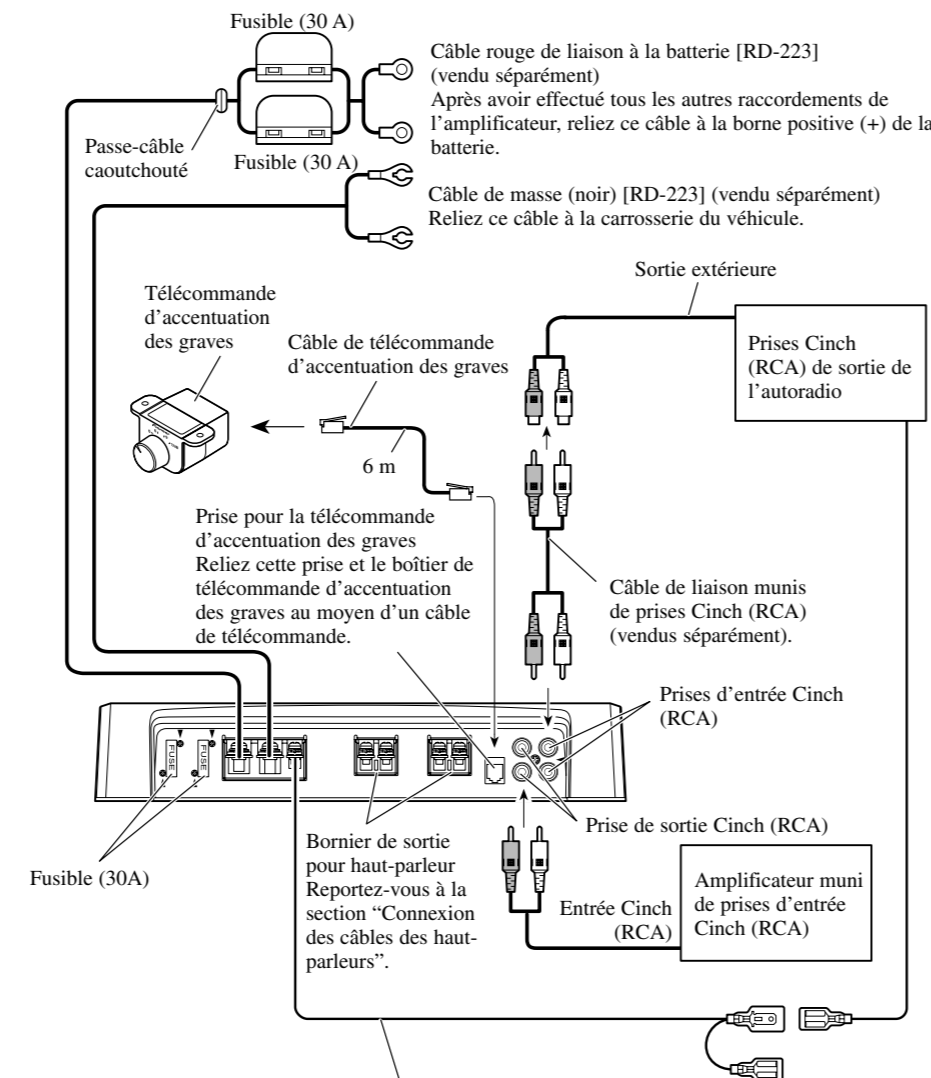 Fusible (30 A)
Câble rouge de liaison à la batterie [RD-223]
(vendu séparément)
Après avoir effectué tous les autres raccordements de
l’amplificateur, reliez ce câble à la borne positive (+) de la
batterie.
Passe-câble
caoutchouté
Fusible (30 A)
Câble de masse (noir) [RD-223] (vendu séparément)
Reliez ce câble à la carrosserie du véhicule.
Sortie extérieure
Télécommande
d’accentuation
des graves
Câble de télécommande
d’accentuation des graves
Prises Cinch
(RCA) de sortie de
l’autoradio
6 m
Prise pour la télécommande
d’accentuation des graves
Reliez cette prise et le boîtier de
télécommande d’accentuation
des graves au moyen d’un câble
de télécommande.
Câble de liaison munis
de prises Cinch (RCA)
(vendus séparément).
Prises d’entrée Cinch
(RCA)
FUSE
FUSE
Prise de sortie Cinch (RCA)
Fusible (30A)
Bornier de sortie
pour haut-parleur
Reportez-vous à la
section “Connexion
des câbles des haut-
parleurs”.
Entrée Cinch
(RCA)
Amplificateur muni
de prises d’entrée
Cinch (RCA)